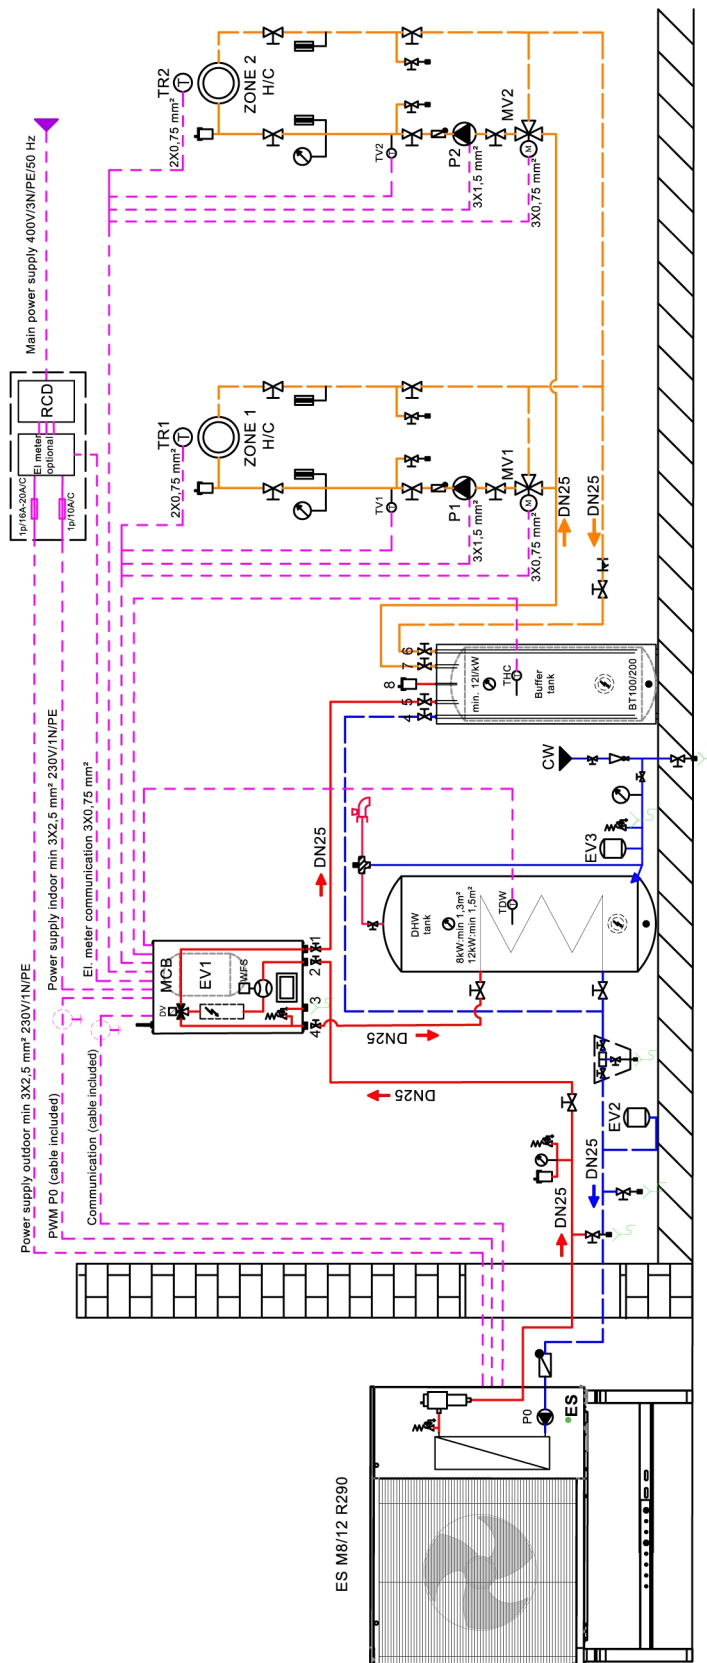 Main power supply 400V/3N/PE/50 Hz
RCD
El meter
optional
1p/16A-20A/C
1p/10A/C
Power supply outdoor min 3X2,5 mm² 230V/1N/PE
PWM P0 (cable included)
Communication (cable included)
Power supply indoor min 3X2,5 mm² 230V/1N/PE
El. meter communication 3X0,75 mm²
TR2
T
2X0,75 mm²
ZONE 2
H/C
TV2
T
P2
3X1,5 mm²
MV2
M
3X0,75 mm²
TR1
T
2X0,75 mm²
ZONE 1
H/C
TV1
T
P1
3X1,5 mm²
MV1
M
3X0,75 mm²
DN25
DN25
MCB
EV1
DV
WFS
1
2
3
4
DN25
DN25
DN25
4
5
8
7
6
min. 12l/kW
THC
T
Buffer
tank
BT100/200
CW
EV3
DHW
tank
8kW:min 1,3m²
12kW:min 1,5m²
TDW
T
EV2
DN25
DN25
P0
ES
ES M8/12 R290